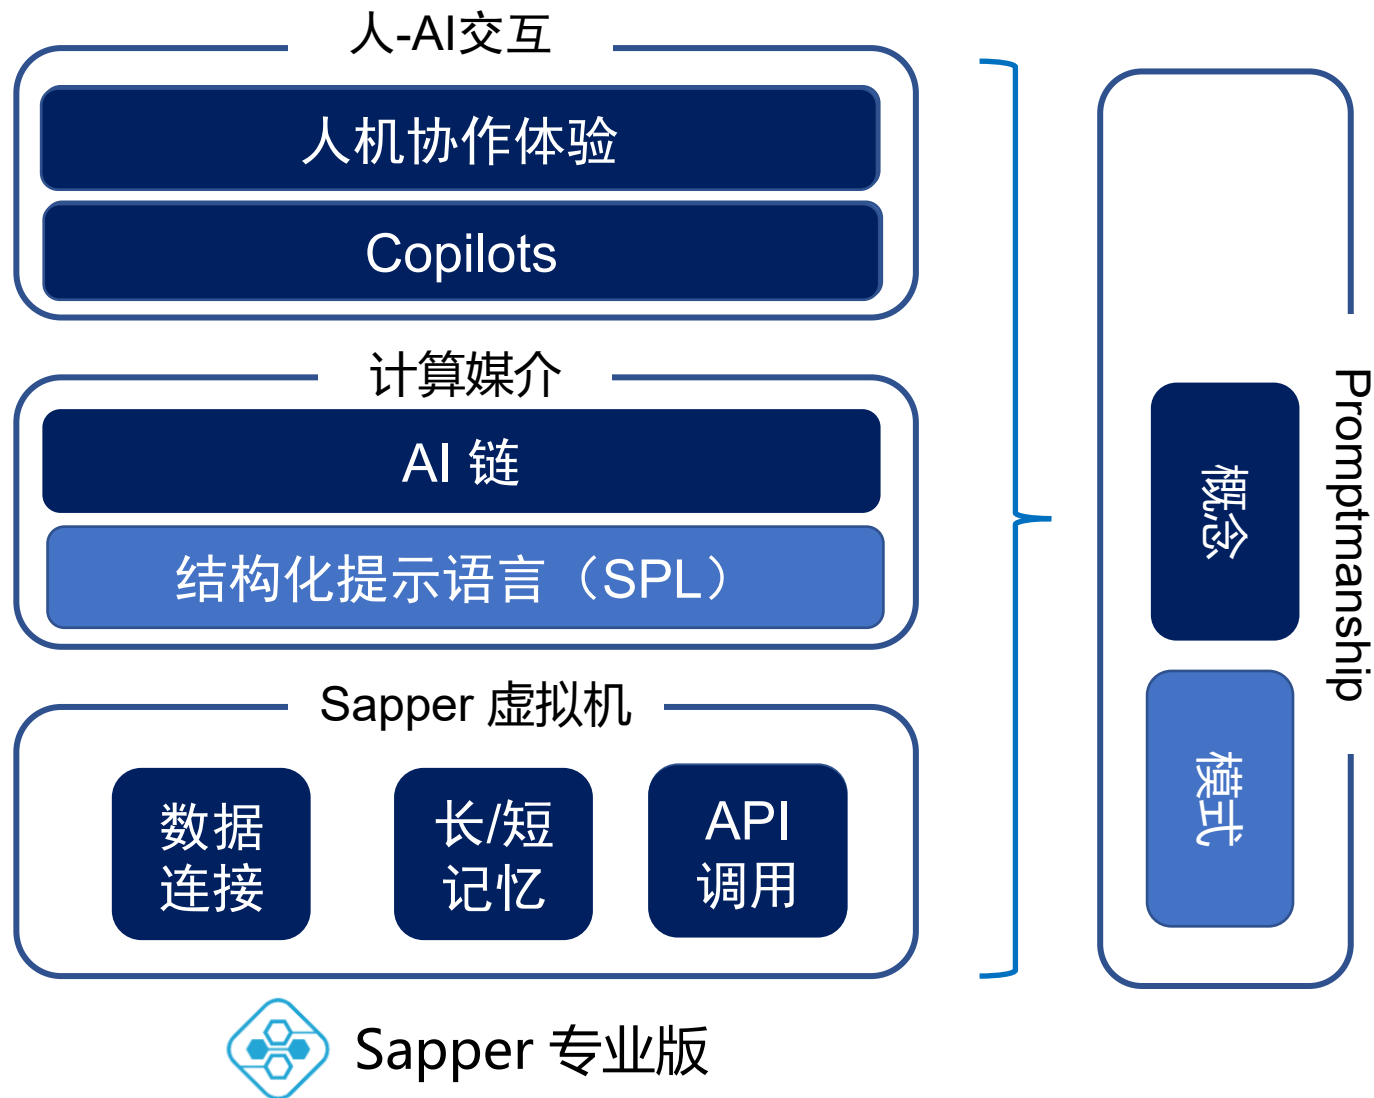 人-AI交互
人机协作体验
Copilots
计算媒介
AI 链
结构化提示语言（SPL）
Sapper 虚拟机
数据
连接
长/短
记忆
API
调用
Sapper 专业版
Promptmanship
概念
模式